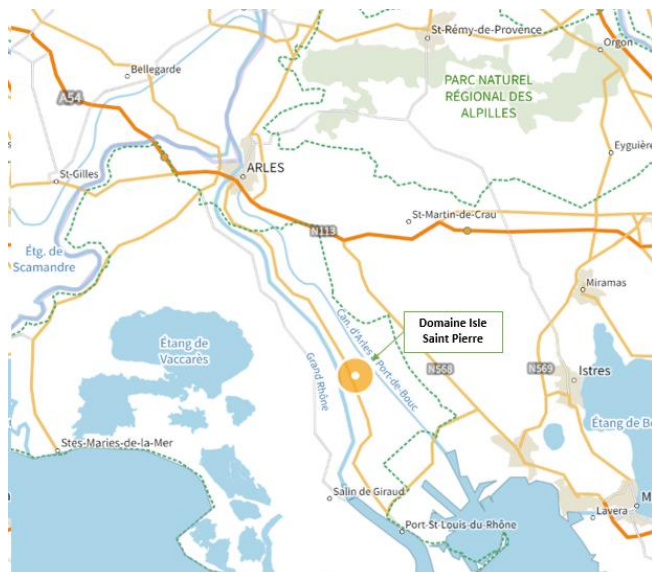 St-Rémy-de-Provence
Orgon
Bellegarde
PARC NATUREL
RÉGIONAL DES
ALPILLES
A54
Eyguière
ARLES
St-Gilles
St-Martin-de-Crau
N113
Étg. de
Scamandre
Miramas
Domaine Isle
Saint Pierre
Can. d'Arles à Port-de-Bouc
Étang de
Vaccarès
Grand Rhône
N568
N569
Istres
Étang de Be
Stes-Maries-de-la-Mer
Salin de Giraud
M
Lavera
Port-St-Louis-du-Rhône